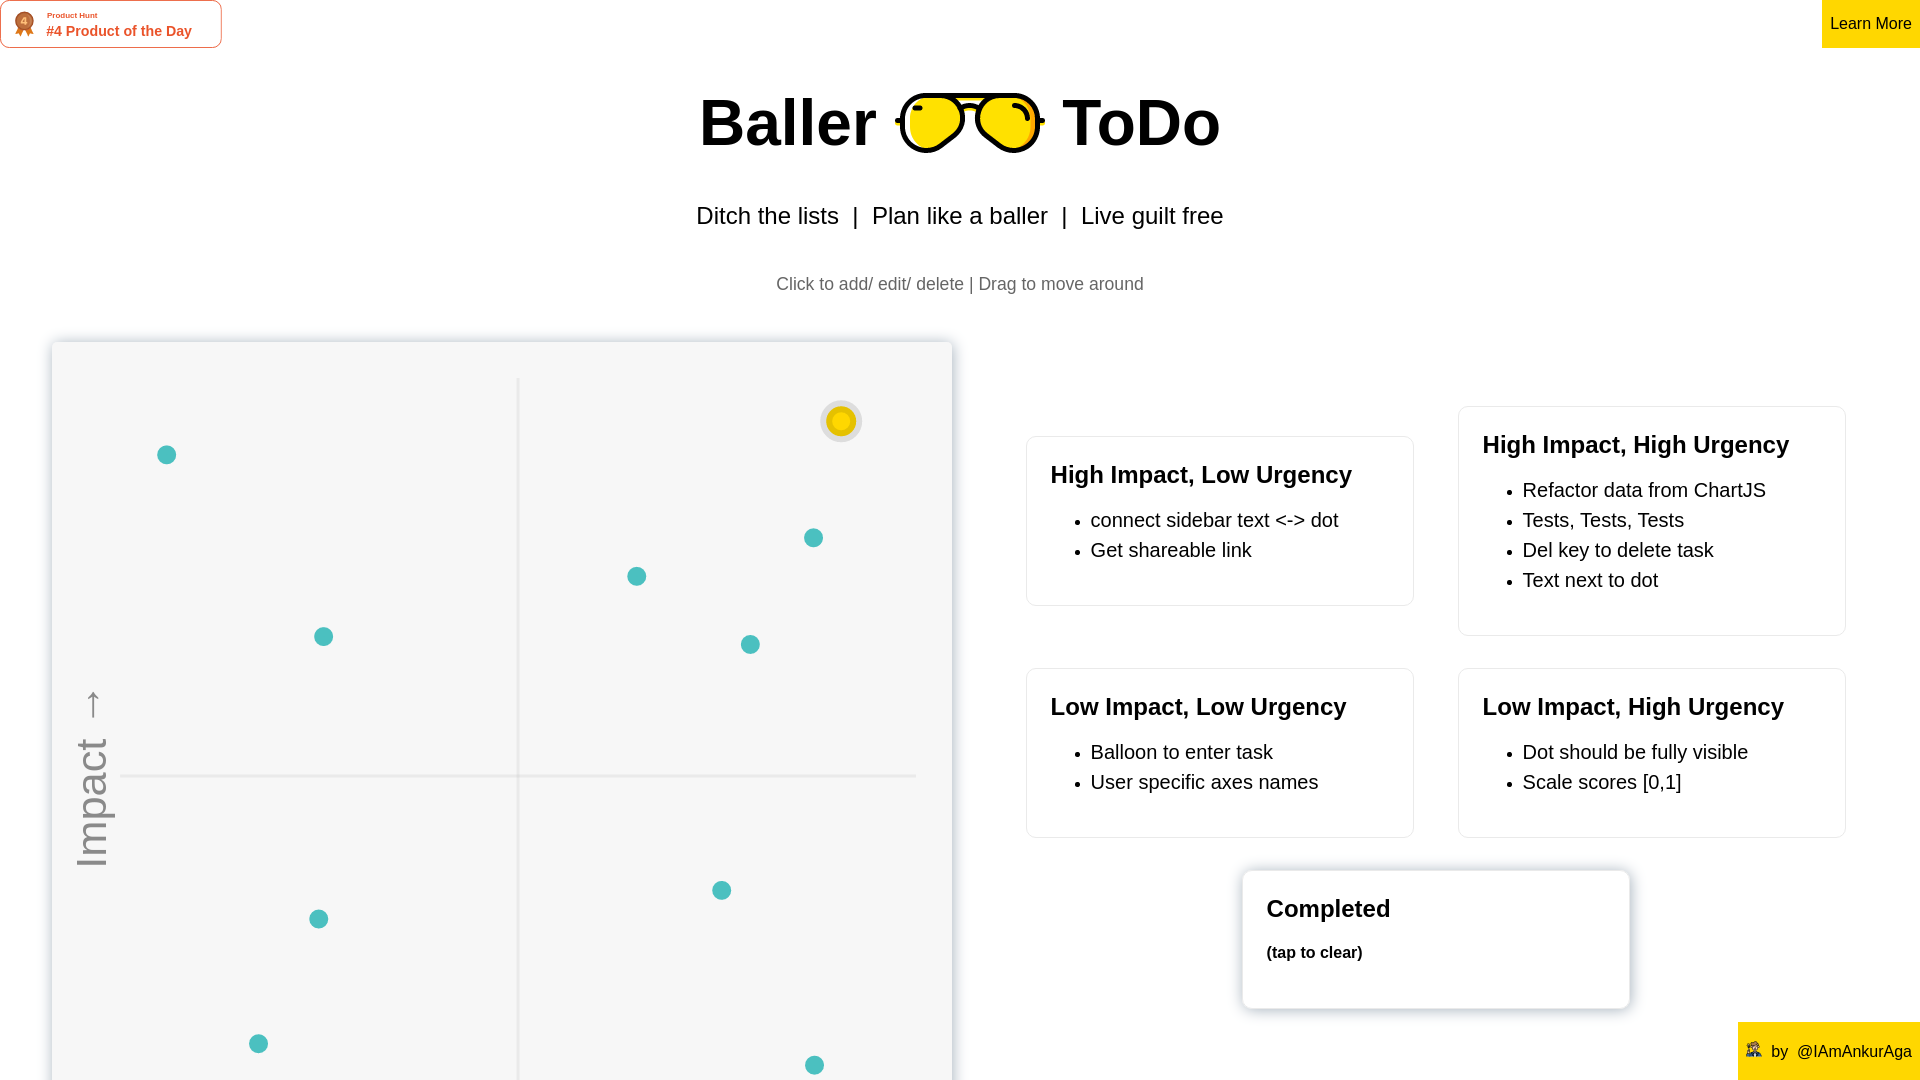 4
Product Hunt
#4 Product of the Day
Learn More
Baller ToDo
Ditch the lists | Plan like a baller | Live guilt free
Click to add/ edit/ delete | Drag to move around
Impact →
High Impact, Low Urgency
• connect sidebar text <-> dot
• Get shareable link
High Impact, High Urgency
• Refactor data from ChartJS
• Tests, Tests, Tests
• Del key to delete task
• Text next to dot
Low Impact, Low Urgency
• Balloon to enter task
• User specific axes names
Low Impact, High Urgency
• Dot should be fully visible
• Scale scores [0,1]
Completed
(tap to clear)
by @IAmAnkurAga